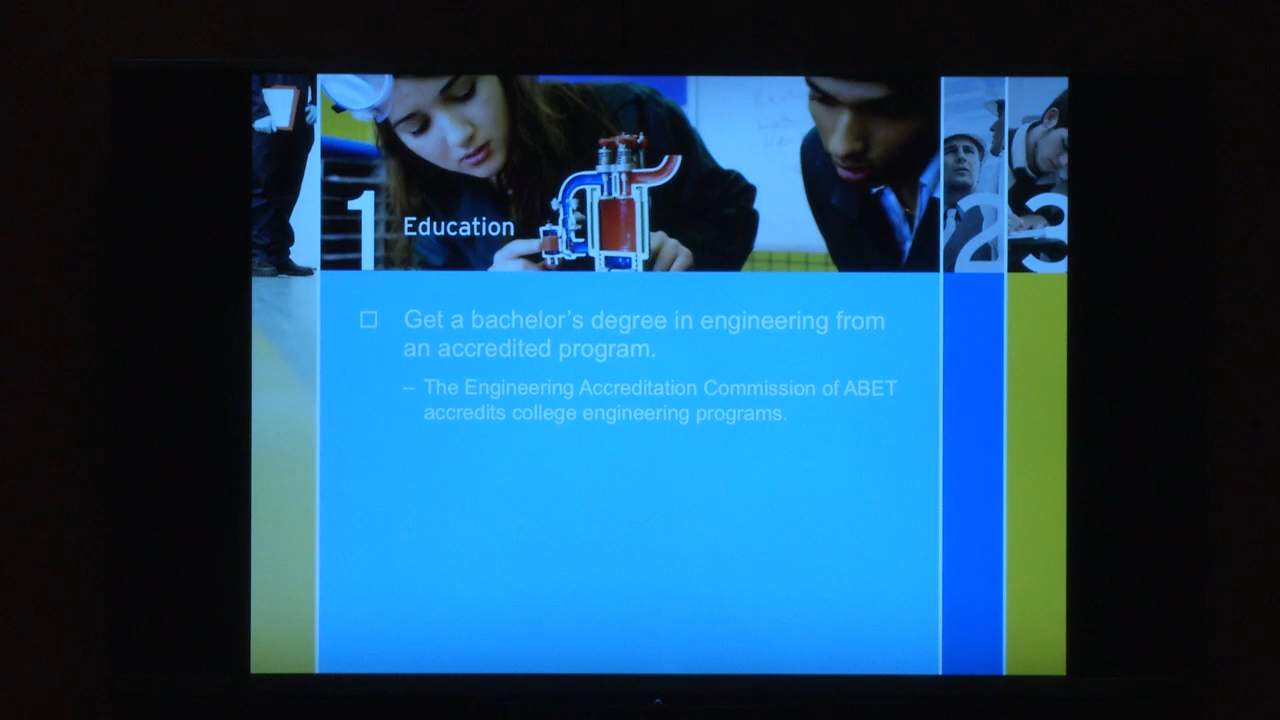 1 Education
2
3
□ Get a bachelor’s degree in engineering from
an accredited program.
– The Engineering Accreditation Commission of ABET
accredits college engineering programs.